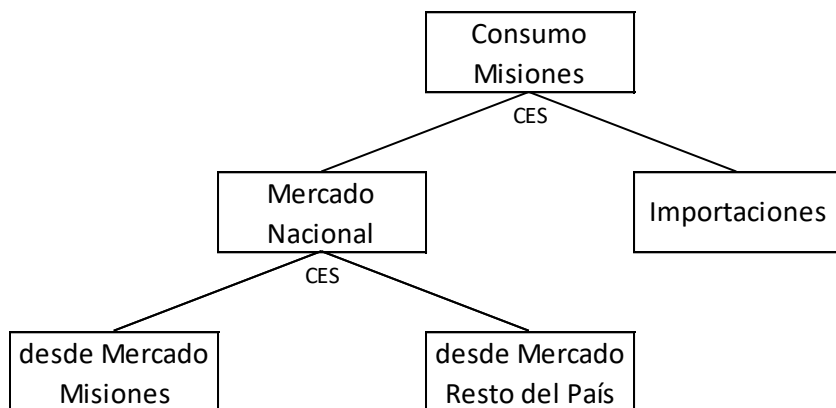 Consumo
Misiones
CES
Mercado
Nacional
Importaciones
CES
desde Mercado
Misiones
desde Mercado
Resto del País